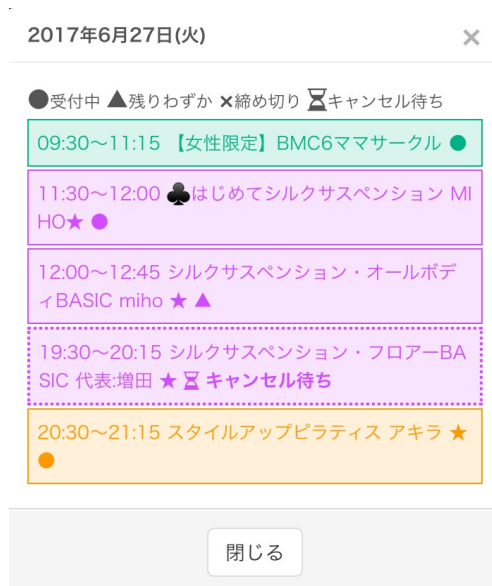 2017年6月27日(火)
×
●受付中 ▲残りわずか ×締め切り ⌛キャンセル待ち
09:30〜11:15 【女性限定】BMC6ママサークル ●
11:30〜12:00 ♣はじめてシルクサスペンション MI
HO★ ●
12:00〜12:45 シルクサスペンション・オールボデ
ィBASIC miho ★ ▲
19:30〜20:15 シルクサスペンション・フロアーBA
SIC 代表:増田 ★ ⌛ キャンセル待ち
20:30〜21:15 スタイルアップピラティス アキラ ★
●
閉じる